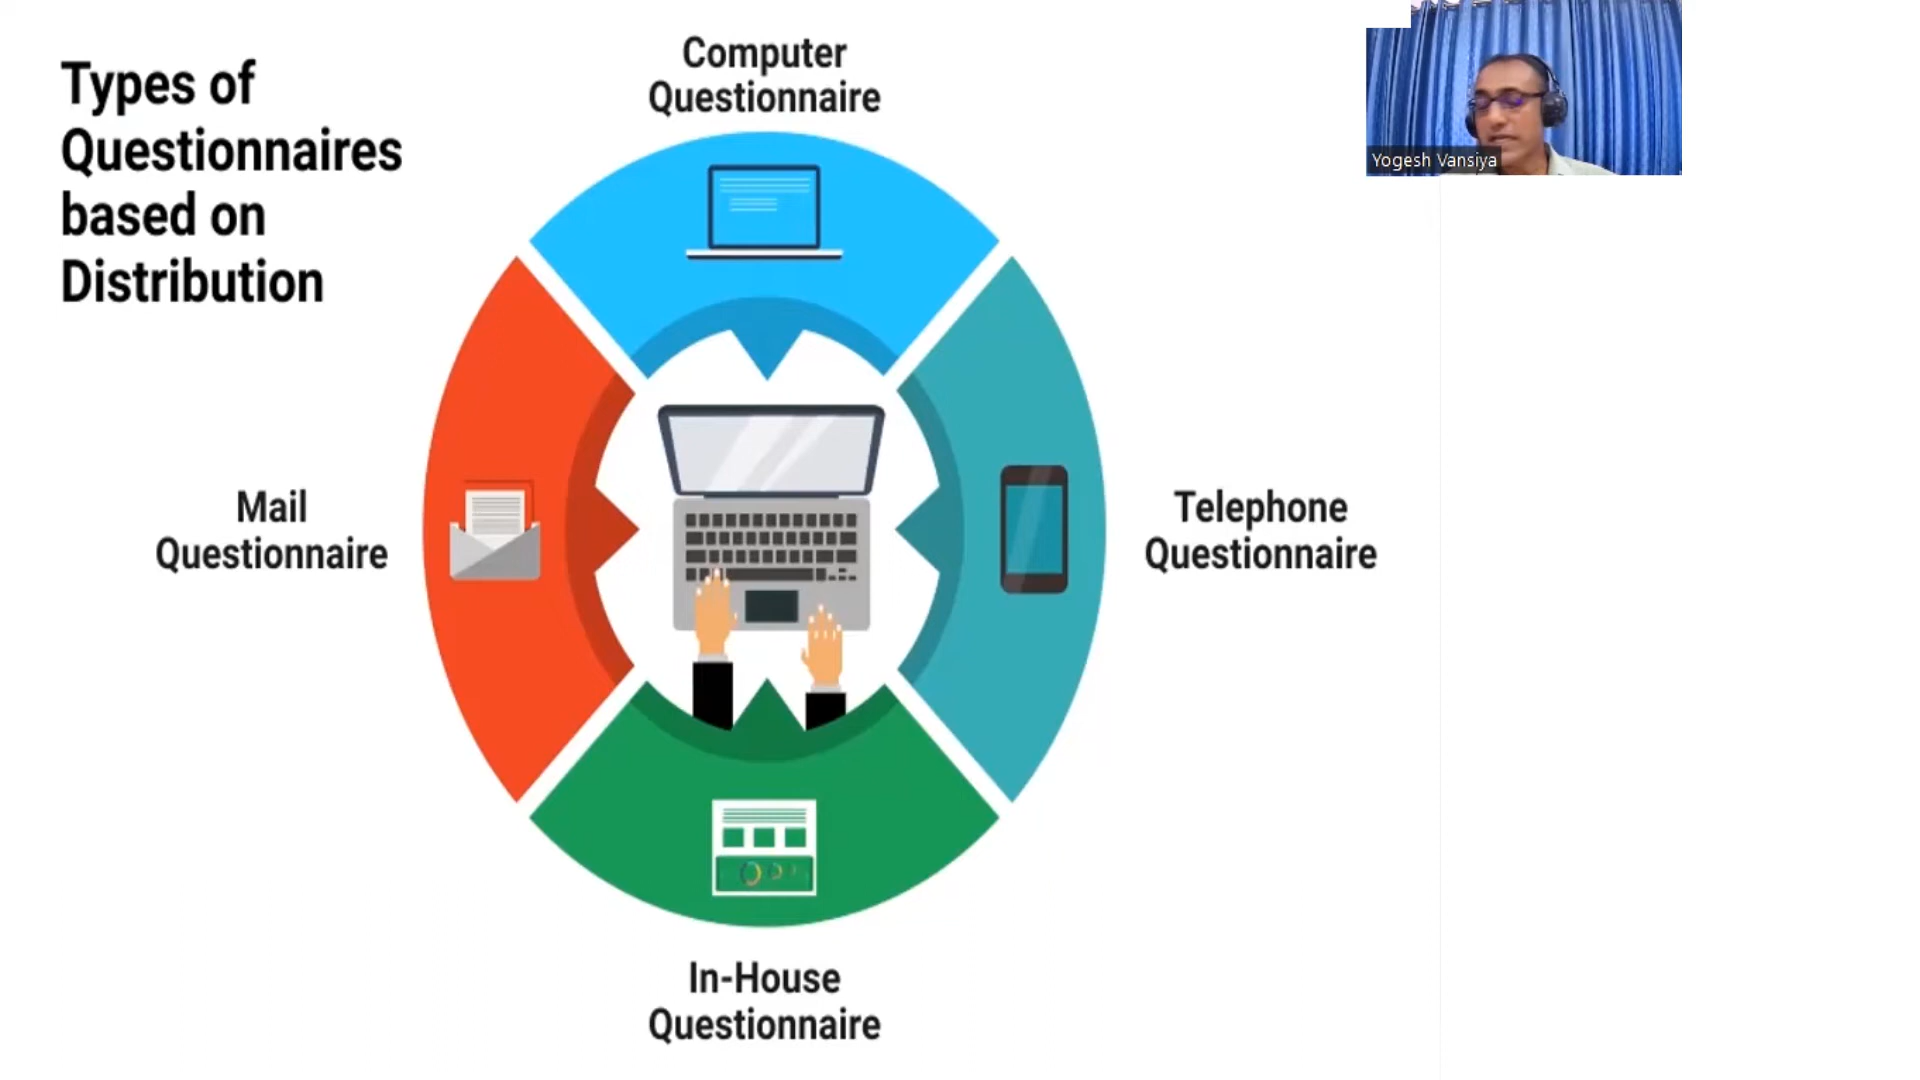 Types of
Questionnaires
based on
Distribution
Computer
Questionnaire
Yogesh Vansiya
Mail
Questionnaire
Telephone
Questionnaire
In-House
Questionnaire